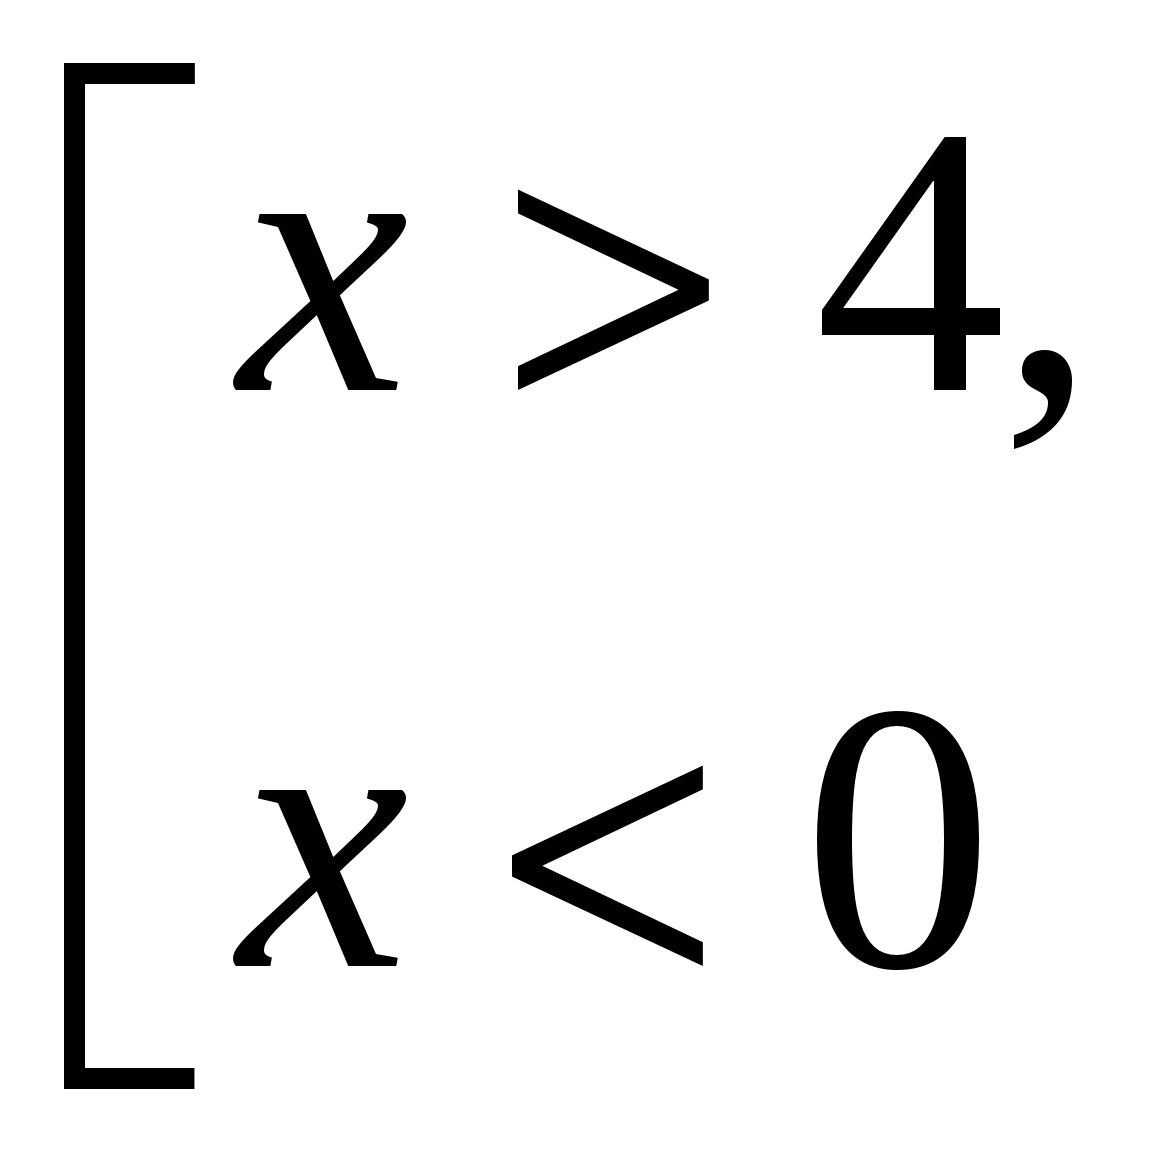 x > 4,
x < 0